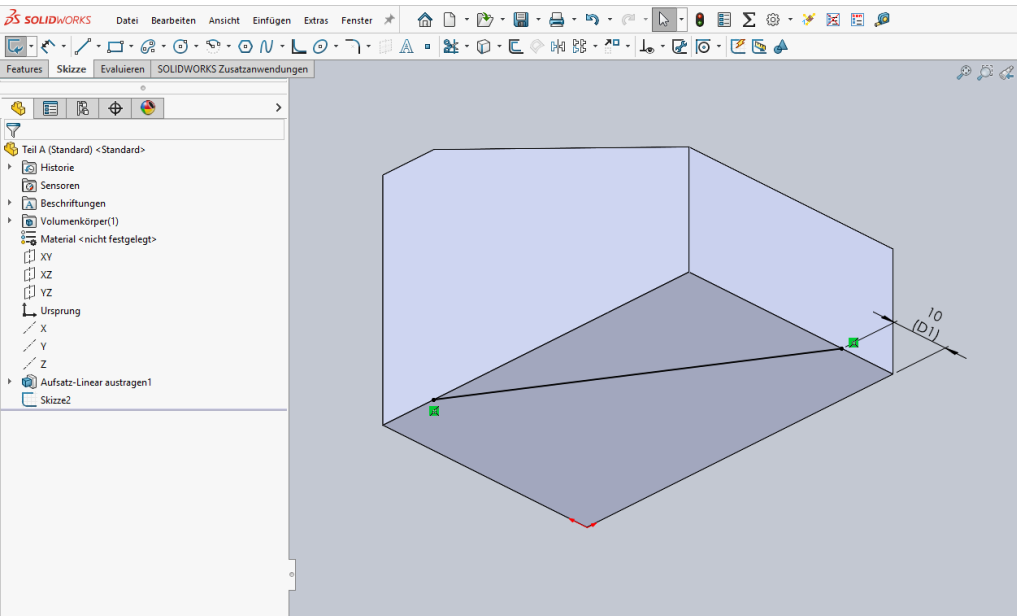 SOLIDWORKS Datei Bearbeiten Ansicht Einfügen Extras Fenster
Features Skizze Evaluieren SOLIDWORKS Zusatzanwendungen
Teil A (Standard) <Standard>
Historie
Sensoren
Beschriftungen
Volumenkörper(1)
Material <nicht festgelegt>
XY
XZ
YZ
Ursprung
X
Y
Z
Aufsatz-Linear austragen1
Skizze2
10
(D1)